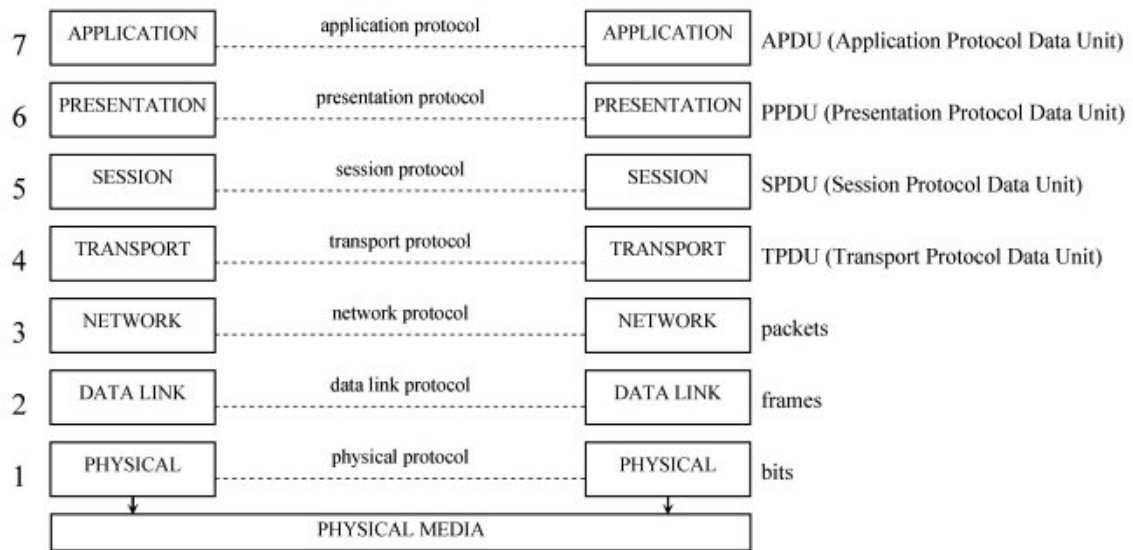 7 APPLICATION application protocol APPLICATION APDU (Application Protocol Data Unit)
6 PRESENTATION presentation protocol PRESENTATION PPDU (Presentation Protocol Data Unit)
5 SESSION session protocol SESSION SPDU (Session Protocol Data Unit)
4 TRANSPORT transport protocol TRANSPORT TPDU (Transport Protocol Data Unit)
3 NETWORK network protocol NETWORK packets
2 DATA LINK data link protocol DATA LINK frames
1 PHYSICAL physical protocol PHYSICAL bits
PHYSICAL MEDIA